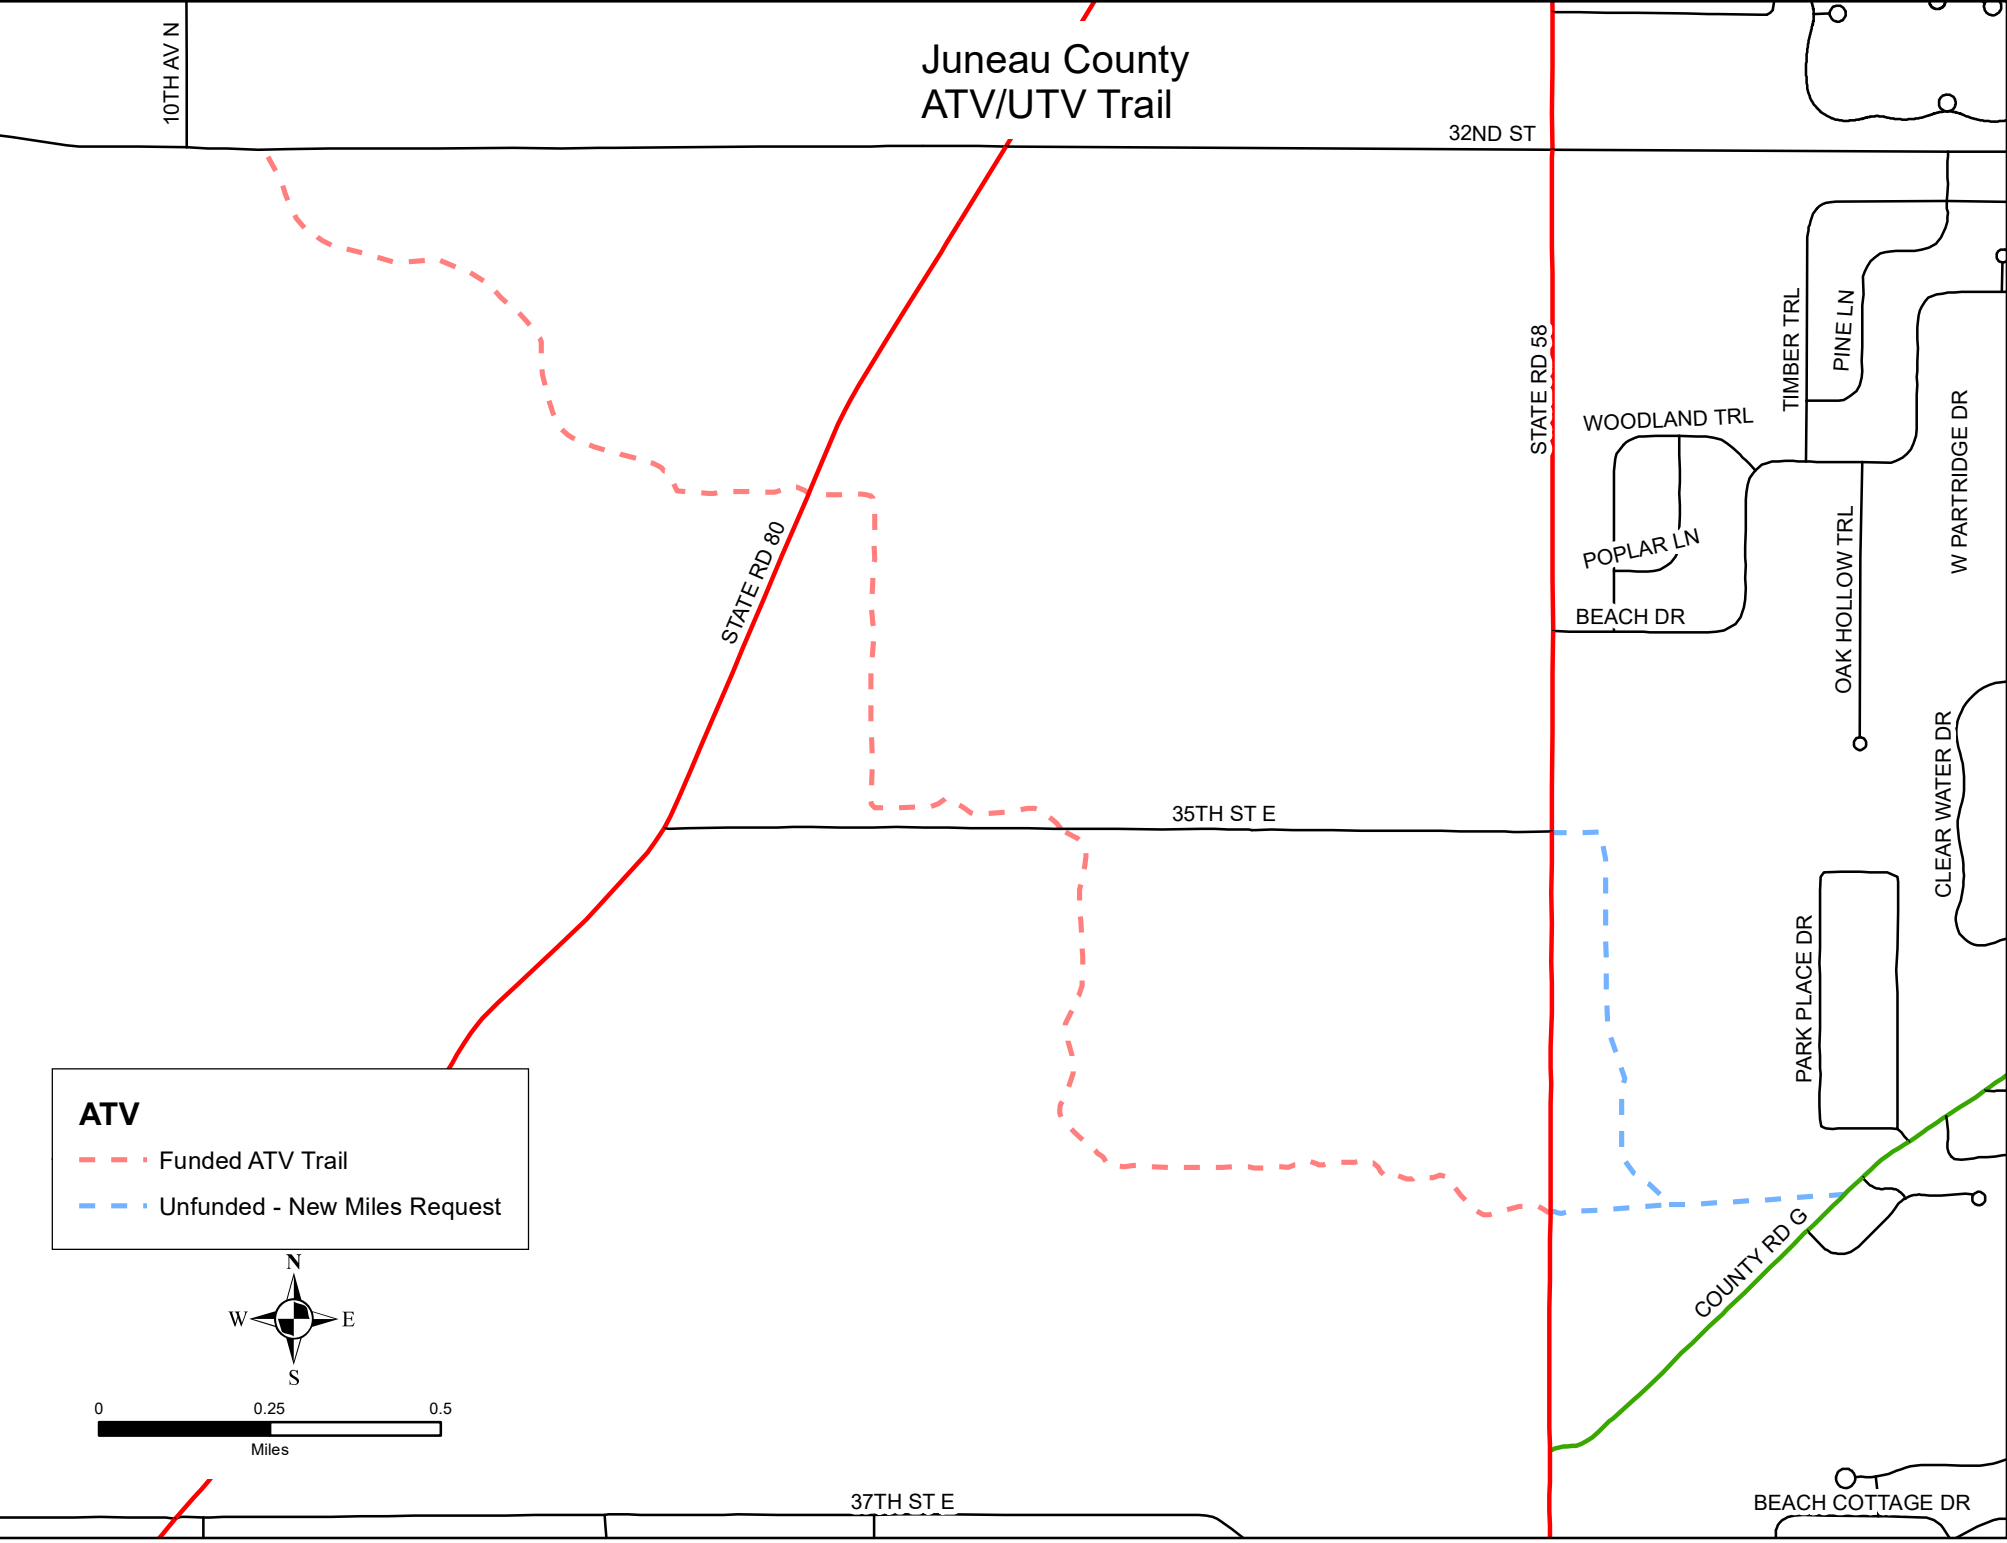 10TH AV N
Juneau County
ATV/UTV Trail
32ND ST
STATE RD 58
TIMBER TRL
PINE LN
WOODLAND TRL
W PARTRIDGE DR
STATE RD 80
POPLAR LN
OAK HOLLOW TRL
BEACH DR
CLEAR WATER DR
35TH ST E
PARK PLACE DR
ATV
Funded ATV Trail
Unfunded - New Miles Request
COUNTY RD G
N
W
E
S
0 0.25 0.5
Miles
37TH ST E
BEACH COTTAGE DR